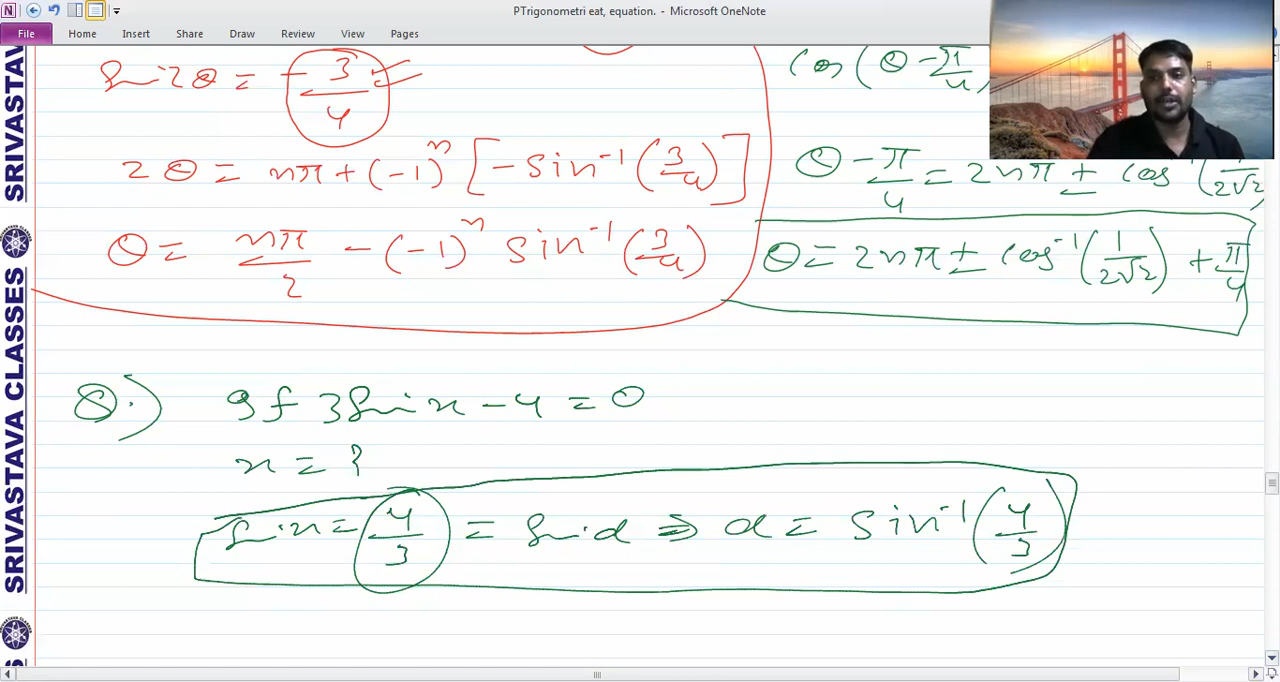 PTrigonometri eat, equation. - Microsoft OneNote
File Home Insert Share Draw Review View Pages
SRIVASTAVA CLASSES SRIVASTAVA
sin 2θ = -3/4
2θ = nπ + (-1)^n [-sin^-1 (3/4)]
θ = nπ/2 - (-1)^n sin^-1 (3/4)
cos (θ - π/4)
θ - π/4 = 2nπ ± cos^-1 (1/2√2)
θ = 2nπ ± cos^-1 (1/2√2) + π/4
Q.) If 3 sin x - 4 = 0
x = ?
sin x = 4/3 = sin α ⇒ α = sin^-1 (4/3)